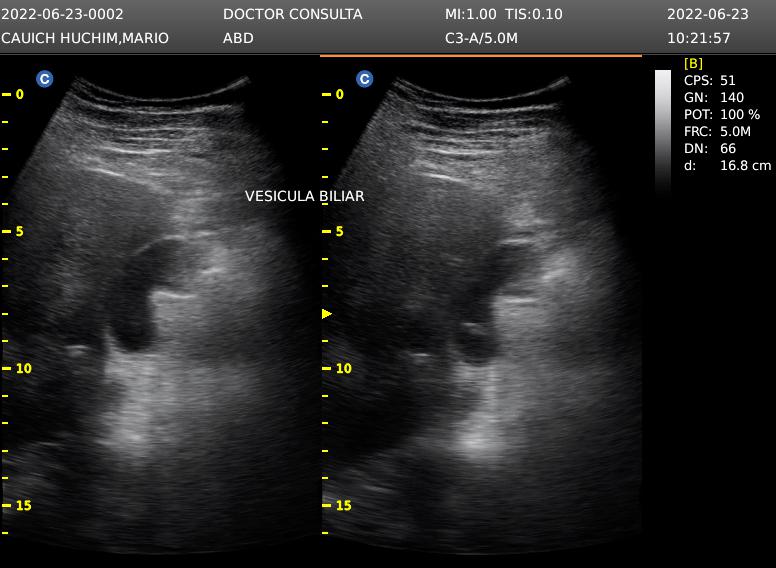 2022-06-23-0002 DOCTOR CONSULTA MI:1.00 TIS:0.10 2022-06-23
CAUICH HUCHIM,MARIO ABD C3-A/5.0M 10:21:57
C C
[B]
CPS: 51
GN: 140
POT: 100 %
FRC: 5.0M
DN: 66
d: 16.8 cm
0 0
VESICULA BILIAR
5 5
10 10
15 15